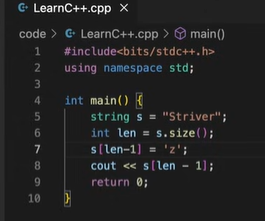 LearnC++.cpp
code > LearnC++.cpp > main()
1 #include<bits/stdc++.h>
2 using namespace std;
3
4 int main() {
5 string s = "Striver";
6 int len = s.size();
7 s[len-1] = 'z';
8 cout << s[len - 1];
9 return 0;
10 }